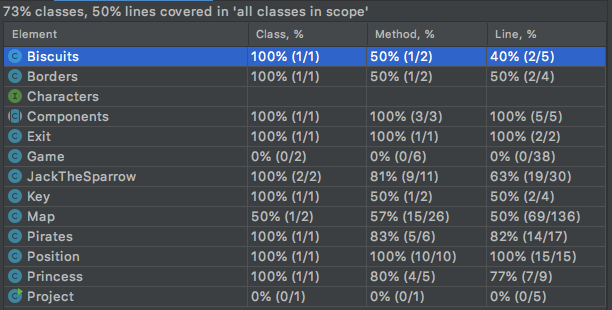 73% classes, 50% lines covered in 'all classes in scope'
Element Class, % Method, % Line, %
Biscuits 100% (1/1) 50% (1/2) 40% (2/5)
Borders 100% (1/1) 50% (1/2) 50% (2/4)
Characters
Components 100% (1/1) 100% (3/3) 100% (5/5)
Exit 100% (1/1) 100% (1/1) 100% (2/2)
Game 0% (0/2) 0% (0/6) 0% (0/38)
JackTheSparrow 100% (2/2) 81% (9/11) 63% (19/30)
Key 100% (1/1) 50% (1/2) 50% (2/4)
Map 50% (1/2) 57% (15/26) 50% (69/136)
Pirates 100% (1/1) 83% (5/6) 82% (14/17)
Position 100% (1/1) 100% (10/10) 100% (15/15)
Princess 100% (1/1) 80% (4/5) 77% (7/9)
Project 0% (0/1) 0% (0/1) 0% (0/5)